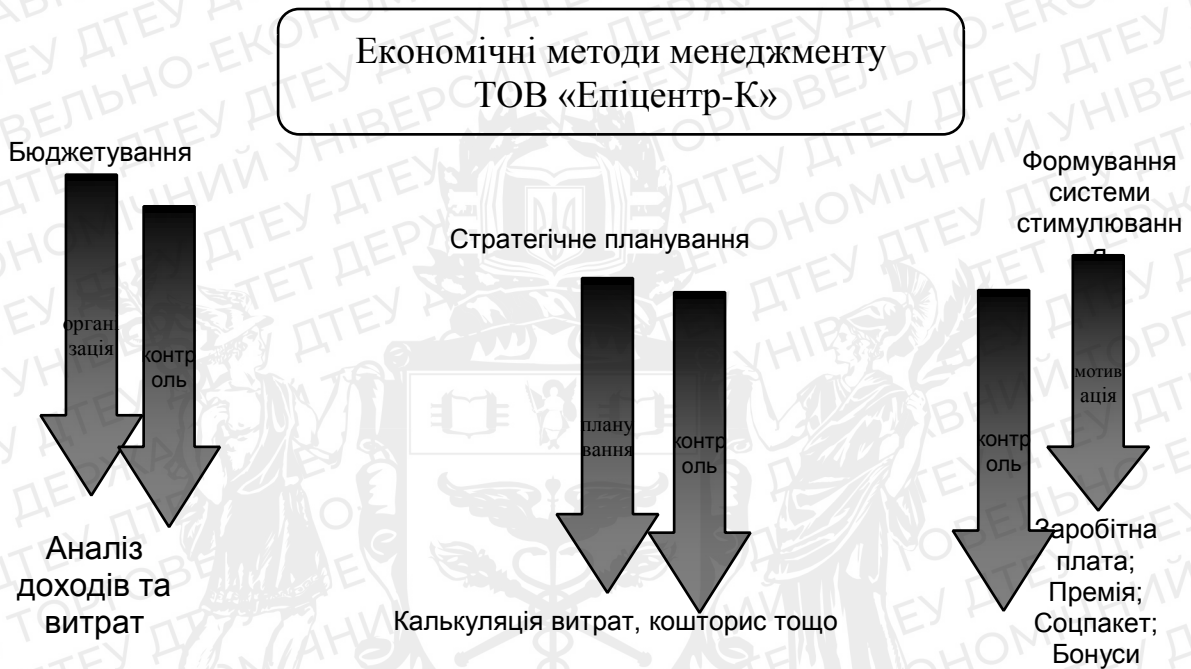 Економічні методи менеджменту
ТОВ «Епіцентр-К»
Бюджетування
органі
зація
контр
оль
Аналіз
доходів та
витрат
Стратегічне планування
плану
вання
контр
оль
Калькуляція витрат, кошторис тощо
Формування
системи
стимулюванн
я
контр
оль
мотив
ація
Заробітна
плата;
Премія;
Соцпакет;
Бонуси